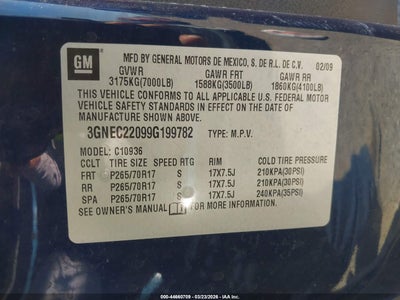 GM
MFD BY GENERAL MOTORS DE MEXICO, S. DE R.L. DE C.V. 02/09
GVWR GAWR FRT GAWR RR
3175KG(7000LB) 1588KG(3500LB) 1860KG(4100LB)
THIS VEHICLE CONFORMS TO ALL APPLICABLE U.S. FEDERAL MOTOR
VEHICLE SAFETY STANDARDS IN EFFECT ON THE DATE OF
MANUFACTURE SHOWN ABOVE.
3GNEC22099G199782 TYPE: M.P.V.
MODEL: C10936
CCLT TIRE SIZE SPEED RTG RIM COLD TIRE PRESSURE
FRT P265/70R17 S 17X7.5J 210KPA(30PSI)
RR P265/70R17 S 17X7.5J 210KPA(30PSI)
SPA P265/70R17 S 17X7.5J 240KPA(35PSI)
SEE OWNER'S MANUAL FOR ADDITIONAL INFORMATION.
(ID: 44660709 - 03/23/2026 - IAA Inc.)